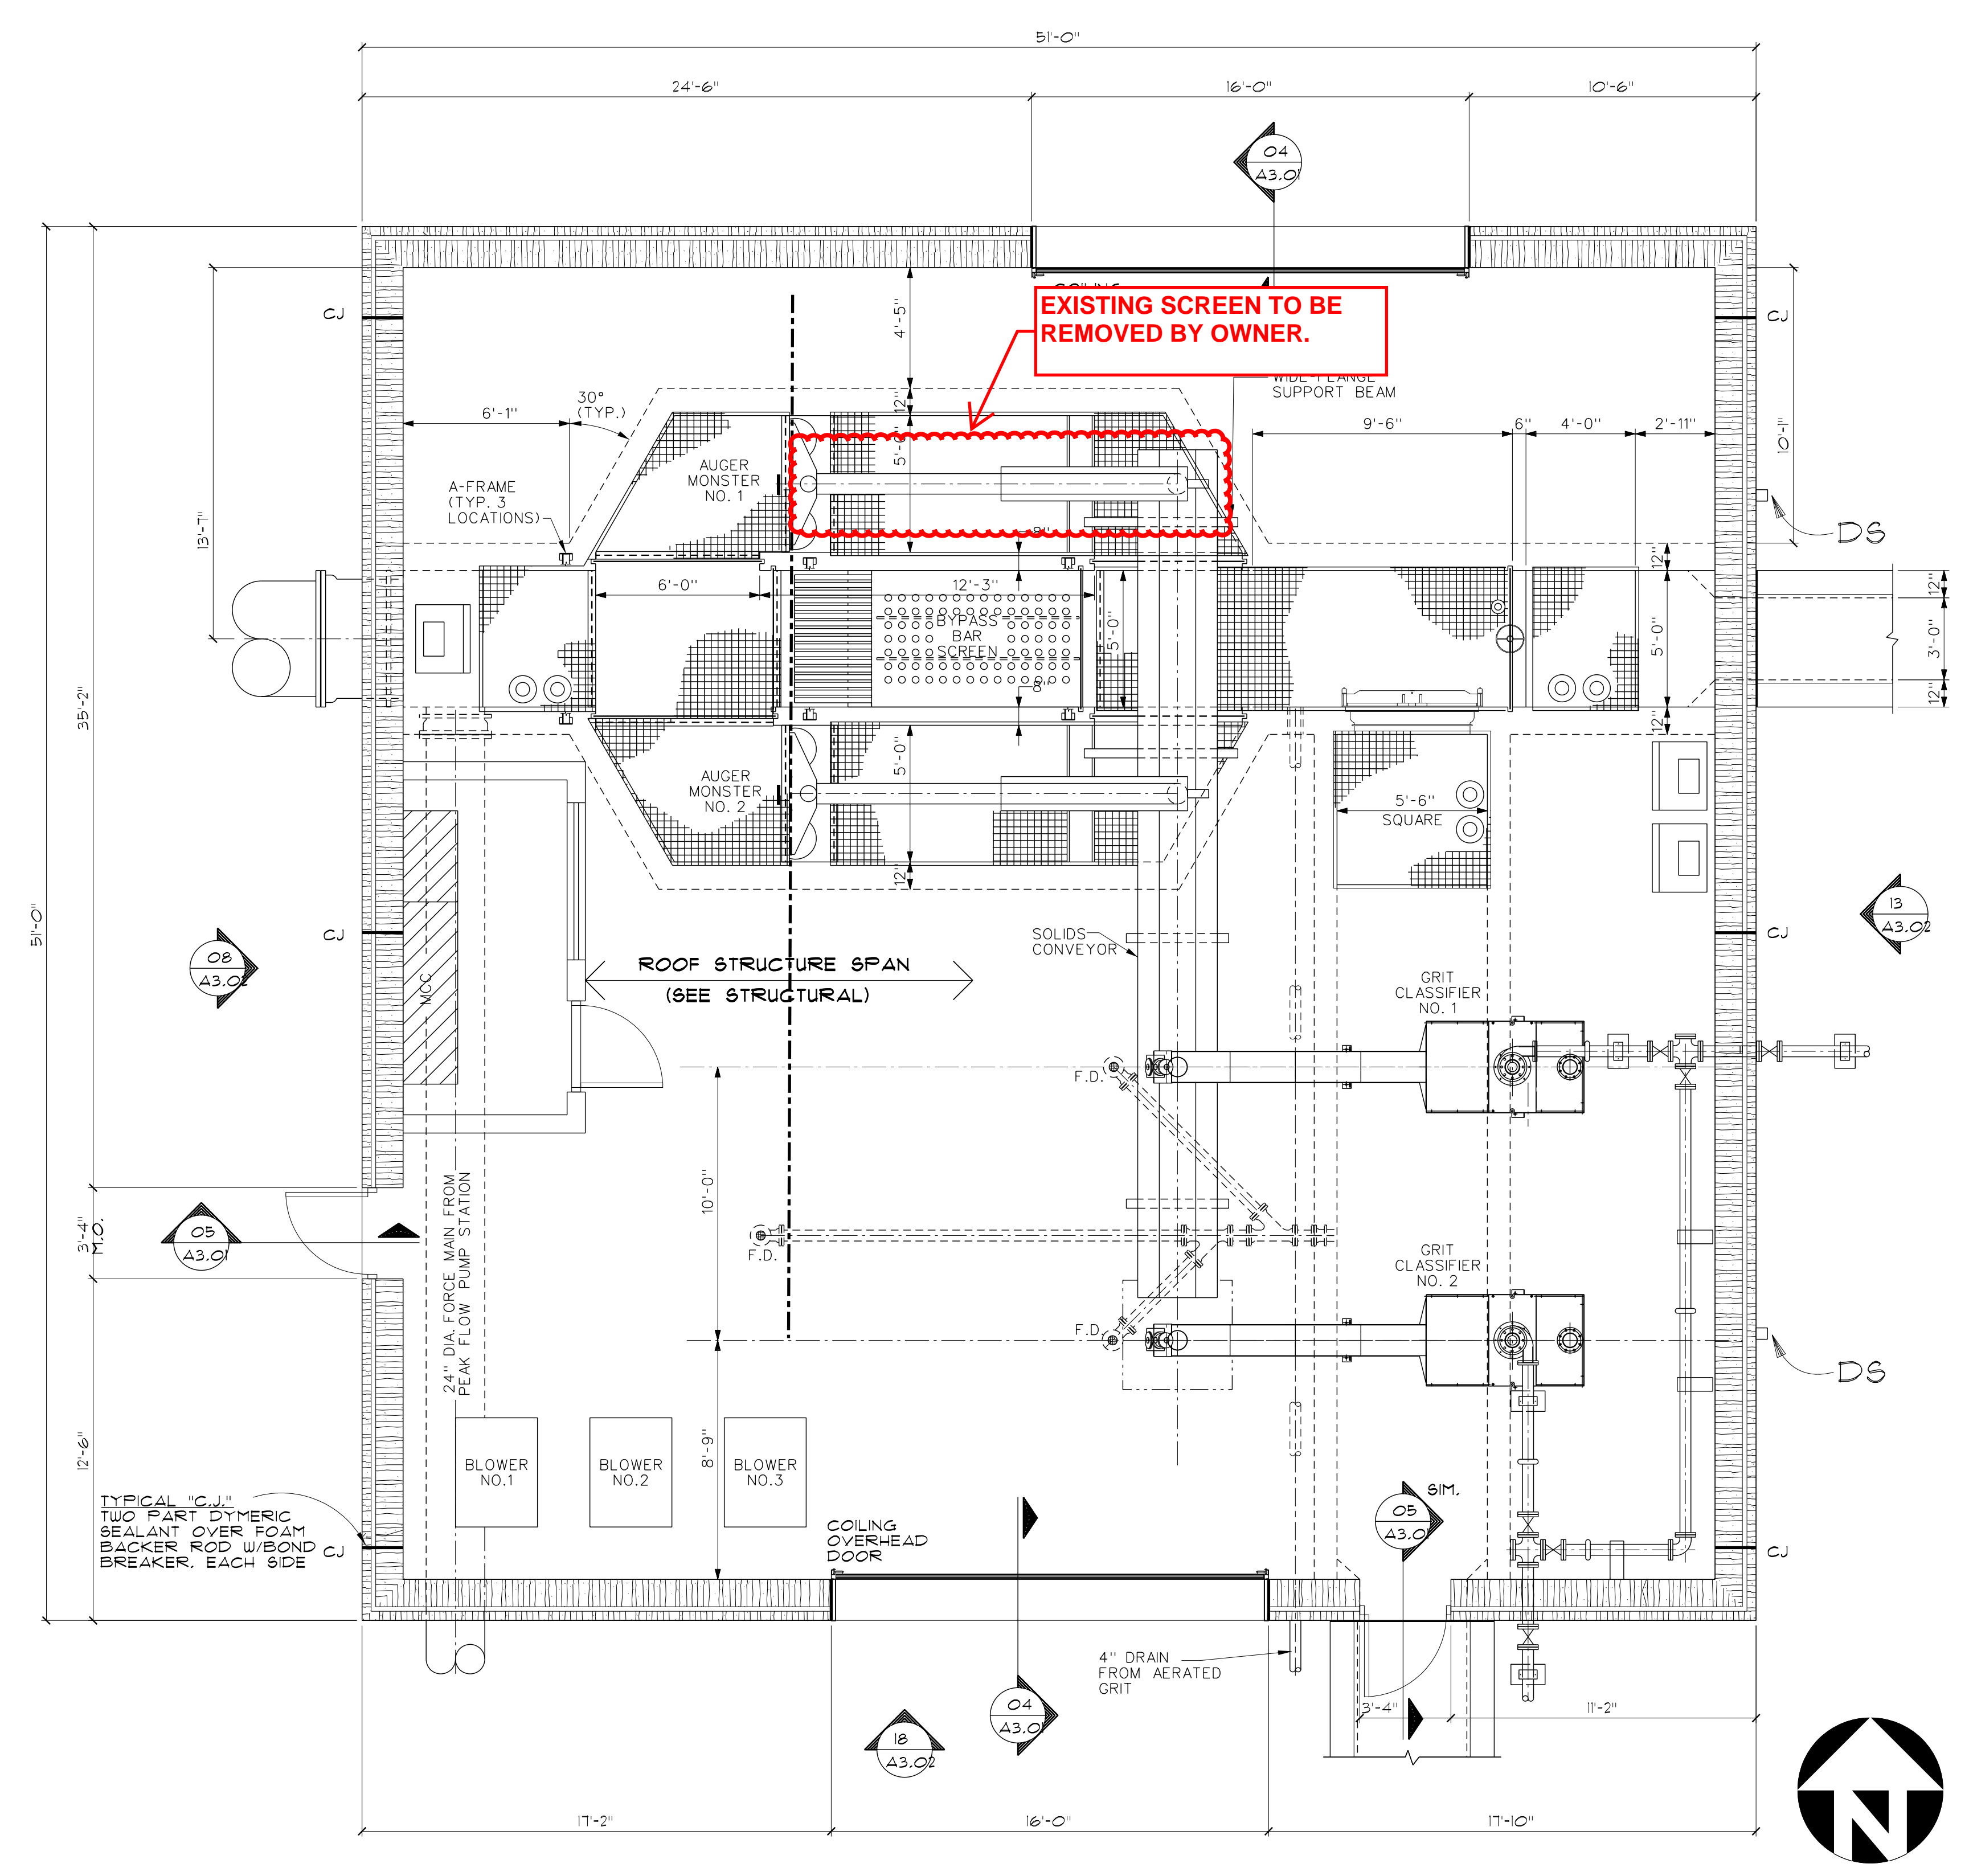 51'-0"
24'-6"
16'-0"
10'-6"
04
A3.01
CJ
CJ
4'-5"
EXISTING SCREEN TO BE
REMOVED BY OWNER.
WIDE-FLANGE
SUPPORT BEAM
30°
(TYP.)
6'-1"
12"
9'-6"
6"
4'-0"
2'-11"
10'-1"
5'-0"
AUGER
MONSTER
NO. 1
A-FRAME
(TYP. 3
LOCATIONS)
13'-7"
8"
DS
12"
6'-0"
12'-3"
BYPASS
BAR
SCREEN
5'-0"
5'-0"
12"
3'-0"
12"
8"
12"
35'-2"
5'-0"
AUGER
MONSTER
NO. 2
5'-6"
SQUARE
12"
51'-0"
13
A3.02
CJ
CJ
SOLIDS
CONVEYOR
08
A3.02
ROOF STRUCTURE SPAN
(SEE STRUCTURAL)
MCC
GRIT
CLASSIFIER
NO. 1
F.D.
10'-0"
3'-4"
M.O.
05
A3.01
24" DIA. FORCE MAIN FROM
PEAK FLOW PUMP STATION
F.D.
GRIT
CLASSIFIER
NO. 2
F.D.
DS
12'-6"
8'-9"
BLOWER
NO.1
BLOWER
NO.2
BLOWER
NO.3
TYPICAL "C.J."
TWO PART DYMERIC
SEALANT OVER FOAM
BACKER ROD W/BOND
BREAKER. EACH SIDE
CJ
COILING
OVERHEAD
DOOR
SIM.
05
A3.0
CJ
4" DRAIN
FROM AERATED
GRIT
04
A3.01
18
A3.02
3'-4"
11'-2"
17'-2"
16'-0"
17'-10"
N